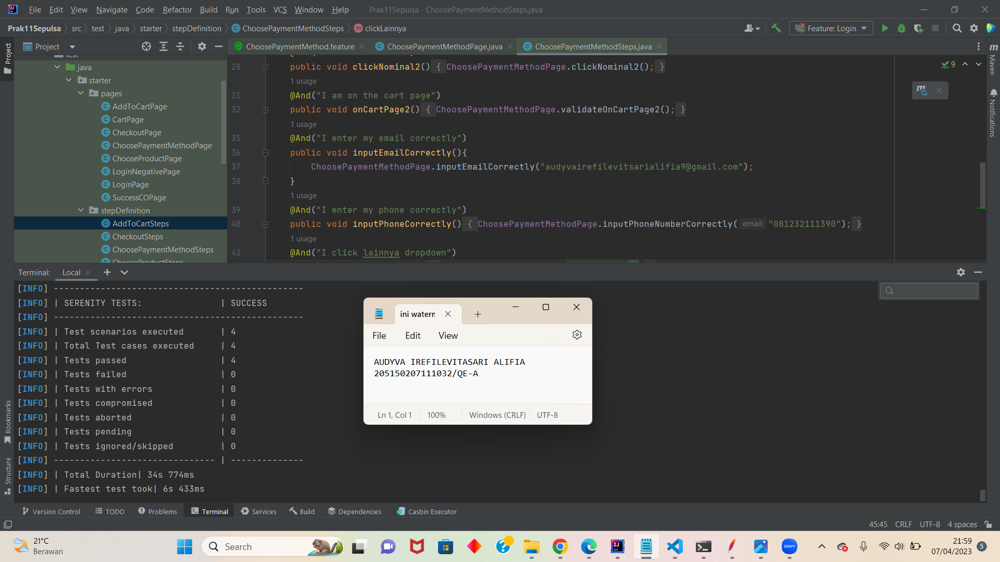 File Edit View Navigate Code Refactor Build Run Tools VCS Window Help Prak11Sepulsa - ChoosePaymentMethodSteps.java
Prak11Sepulsa src test java starter stepDefinition ChoosePaymentMethodSteps clickLainnya
Feature: Login
Project
ChoosePaymentMethod.feature ChoosePaymentMethodPage.java ChoosePaymentMethodSteps.java
test
java
starter
pages
AddToCartPage
CartPage
CheckoutPage
ChoosePaymentMethodPage
ChooseProductPage
LoginNegativePage
LoginPage
SuccessCOPage
stepDefinition
AddToCartSteps
CheckoutSteps
ChoosePaymentMethodSteps
ChooseProductSteps
28 public void clickNominal2() { ChoosePaymentMethodPage.clickNominal2(); }
1 usage
31 @And("I am on the cart page")
32 public void onCartPage2() { ChoosePaymentMethodPage.validateOnCartPage2(); }
1 usage
35 @And("I enter my email correctly")
36 public void inputEmailCorrectly(){
37 ChoosePaymentMethodPage.inputEmailCorrectly("audyvairefilevitsarialifia9@gmail.com");
38 }
1 usage
39 @And("I enter my phone correctly")
40 public void inputPhoneCorrectly() { ChoosePaymentMethodPage.inputPhoneNumberCorrectly( email: "081232111390"); }
1 usage
43 @And("I click lainnya dropdown")
9
Project
Bookmarks
Structure
Maven
Notifications
Terminal: Local
[INFO] ------------------------------------------------
[INFO] | SERENITY TESTS: | SUCCESS
[INFO] ------------------------------------------------
[INFO] | Test scenarios executed | 4
[INFO] | Total Test cases executed | 4
[INFO] | Tests passed | 4
[INFO] | Tests failed | 0
[INFO] | Tests with errors | 0
[INFO] | Tests compromised | 0
[INFO] | Tests aborted | 0
[INFO] | Tests pending | 0
[INFO] | Tests ignored/skipped | 0
[INFO] ------------------------------- | --------------
[INFO] | Total Duration| 34s 774ms
[INFO] | Fastest test took| 6s 433ms
ini waterm
File Edit View
AUDYVA IREFILEVITASARI ALIFIA
205150207111032/QE-A
Ln 1, Col 1 100% Windows (CRLF) UTF-8
Version Control TODO Problems Terminal Services Build Dependencies Casbin Executor
45:45 CRLF UTF-8 4 spaces
21°C
Berawan
Search
zoom
21:59
07/04/2023
5